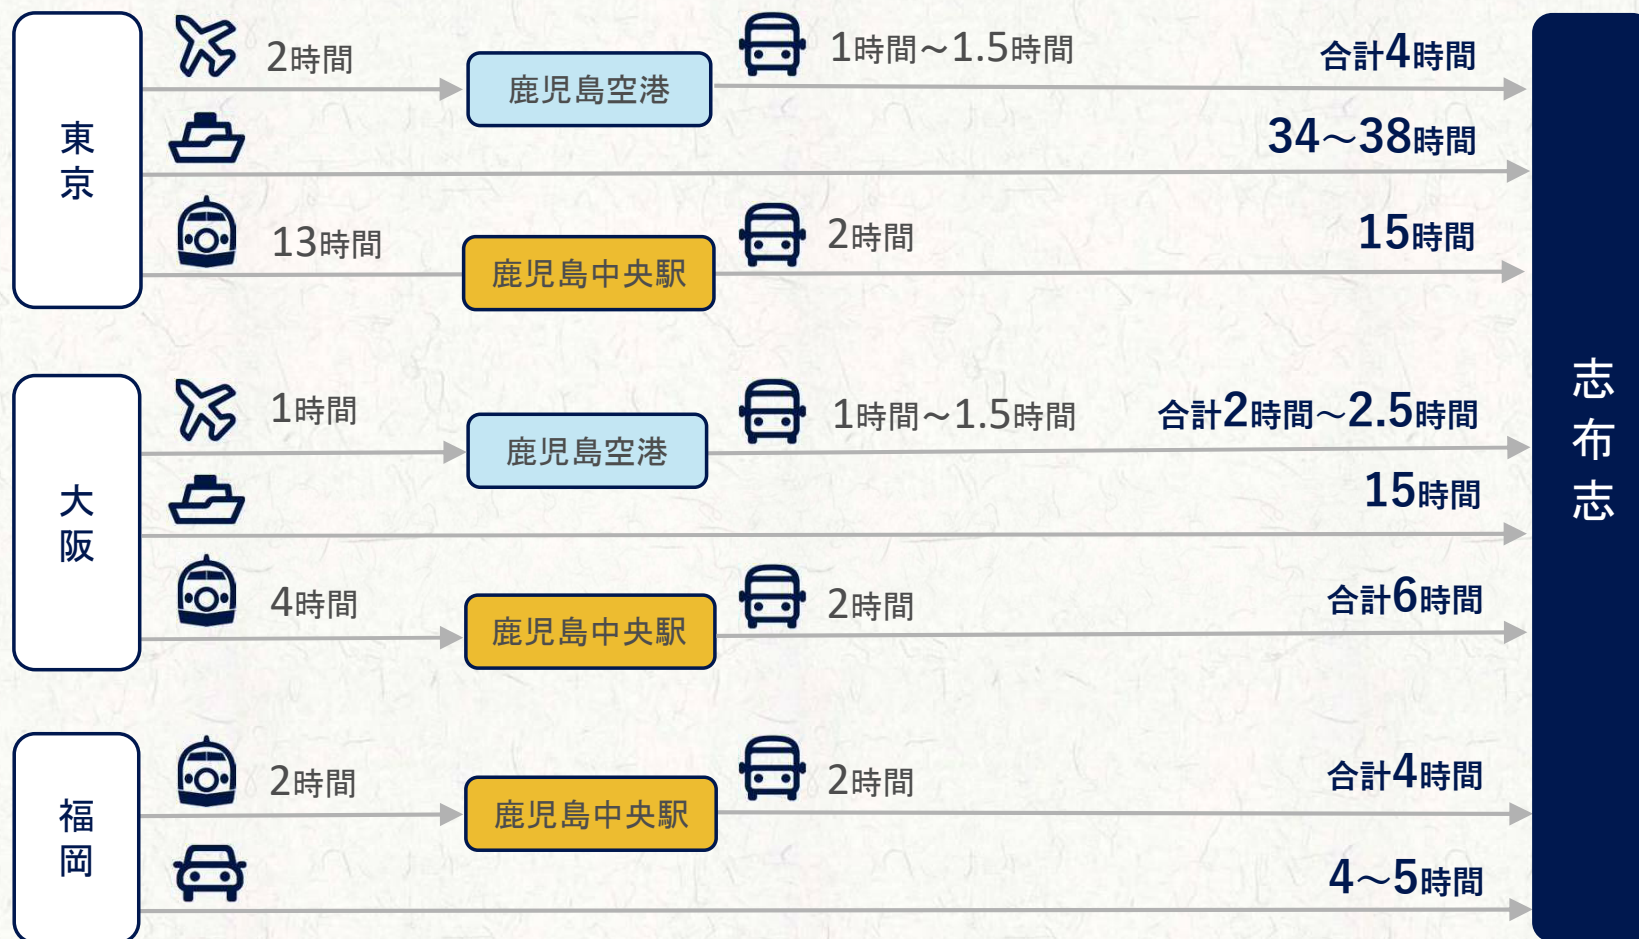 東京
2時間
鹿児島空港
1時間～1.5時間
合計4時間
34～38時間
13時間
鹿児島中央駅
2時間
15時間
大阪
1時間
鹿児島空港
1時間～1.5時間
合計2時間～2.5時間
15時間
4時間
鹿児島中央駅
2時間
合計6時間
福岡
2時間
鹿児島中央駅
2時間
合計4時間
4～5時間
志布志